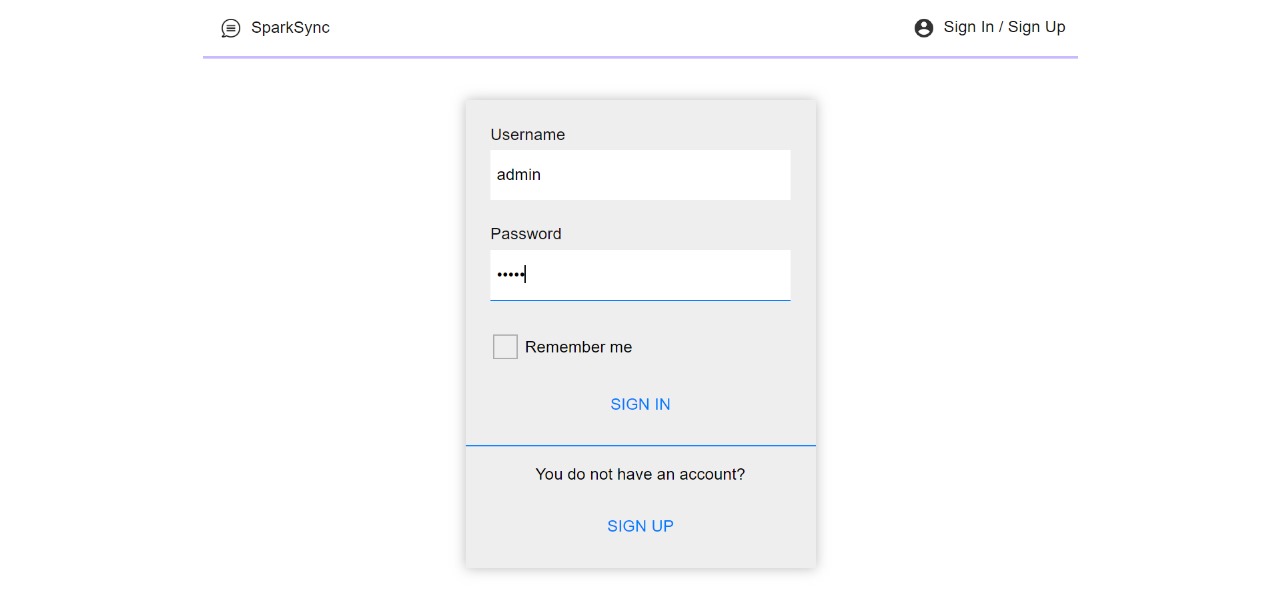 SparkSync
Sign In / Sign Up
Username
admin
Password
•••••
Remember me
SIGN IN
You do not have an account?
SIGN UP